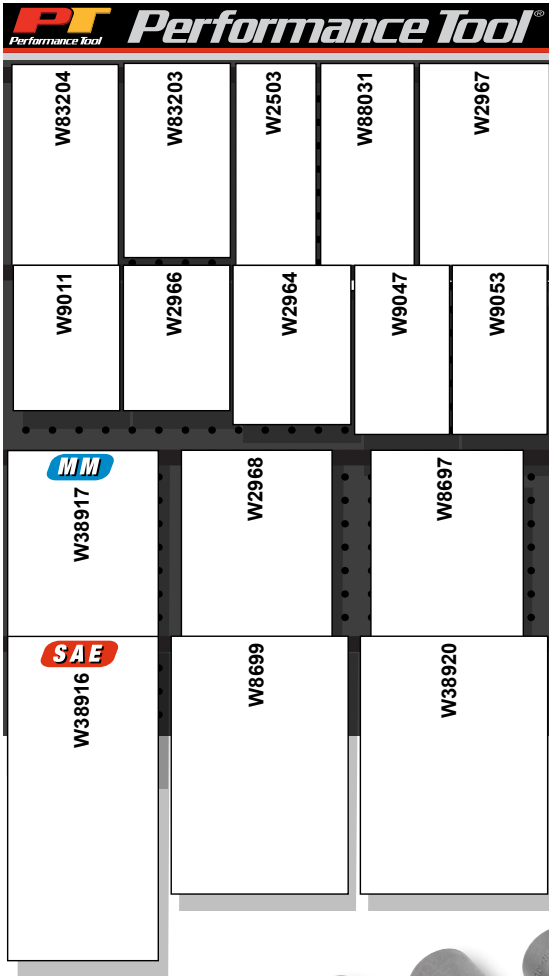 PT
Performance Tool
Performance Tool®
W83204
W83203
W2503
W88031
W2967
W9011
W2966
W2964
W9047
W9053
MM
W38917
W2968
W8697
SAE
W38916
W8699
W38920